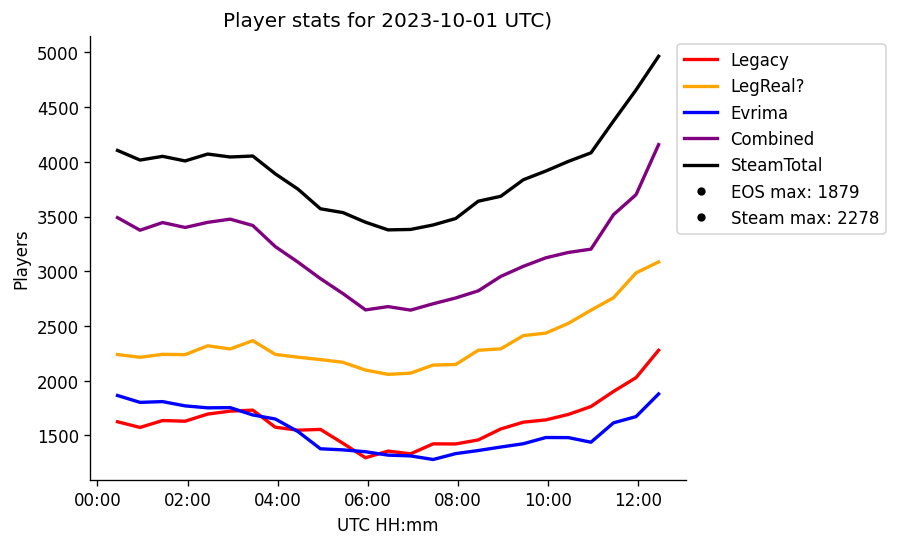 Player stats for 2023-10-01 UTC)
5000
4500
4000
3500
3000
2500
2000
1500
Players
00:00 02:00 04:00 06:00 08:00 10:00 12:00
UTC HH:mm
Legacy
LegReal?
Evrima
Combined
SteamTotal
EOS max: 1879
Steam max: 2278